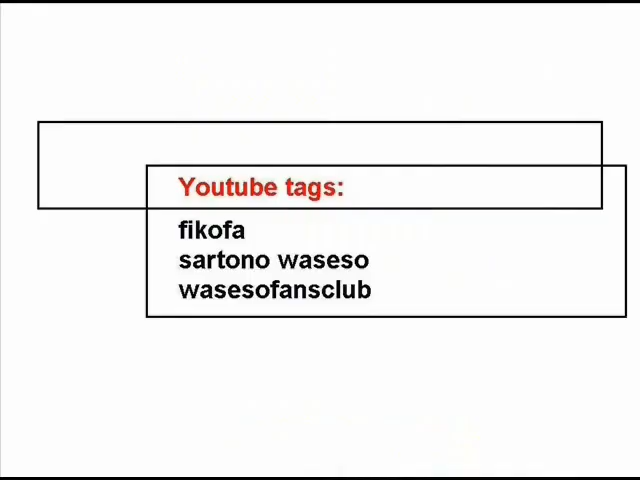 Youtube tags:
fikofa
sartono waseso
wasesofansclub